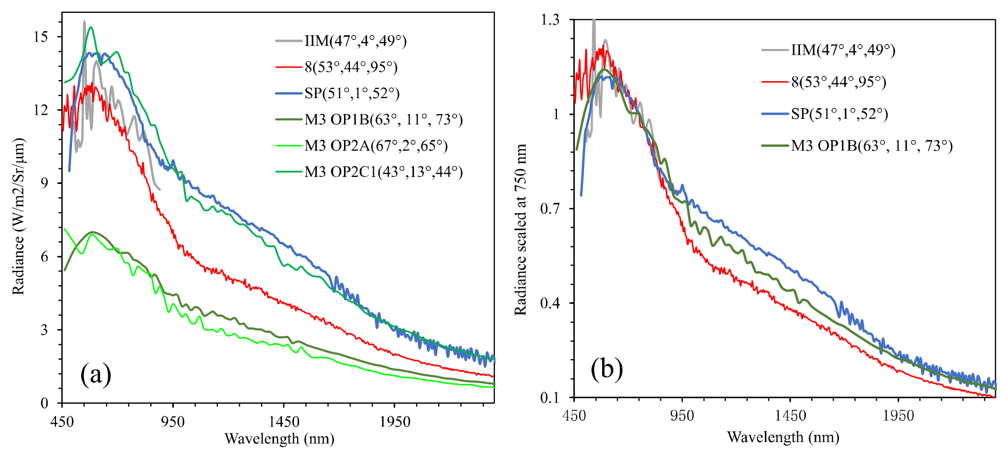 15
12
9
6
3
0
450
950
1450
1950
Radiance (W/m2/Sr/μm)
Wavelength (nm)
IIM(47°,4°,49°)
8(53°,44°,95°)
SP(51°,1°,52°)
M3 OP1B(63°, 11°, 73°)
M3 OP2A(67°,2°,65°)
M3 OP2C1(43°,13°,44°)
(a)
1.3
1
0.7
0.4
0.1
450
950
1450
1950
Radiance scaled at 750 nm
Wavelength (nm)
IIM(47°,4°,49°)
8(53°,44°,95°)
SP(51°,1°,52°)
M3 OP1B(63°, 11°, 73°)
(b)